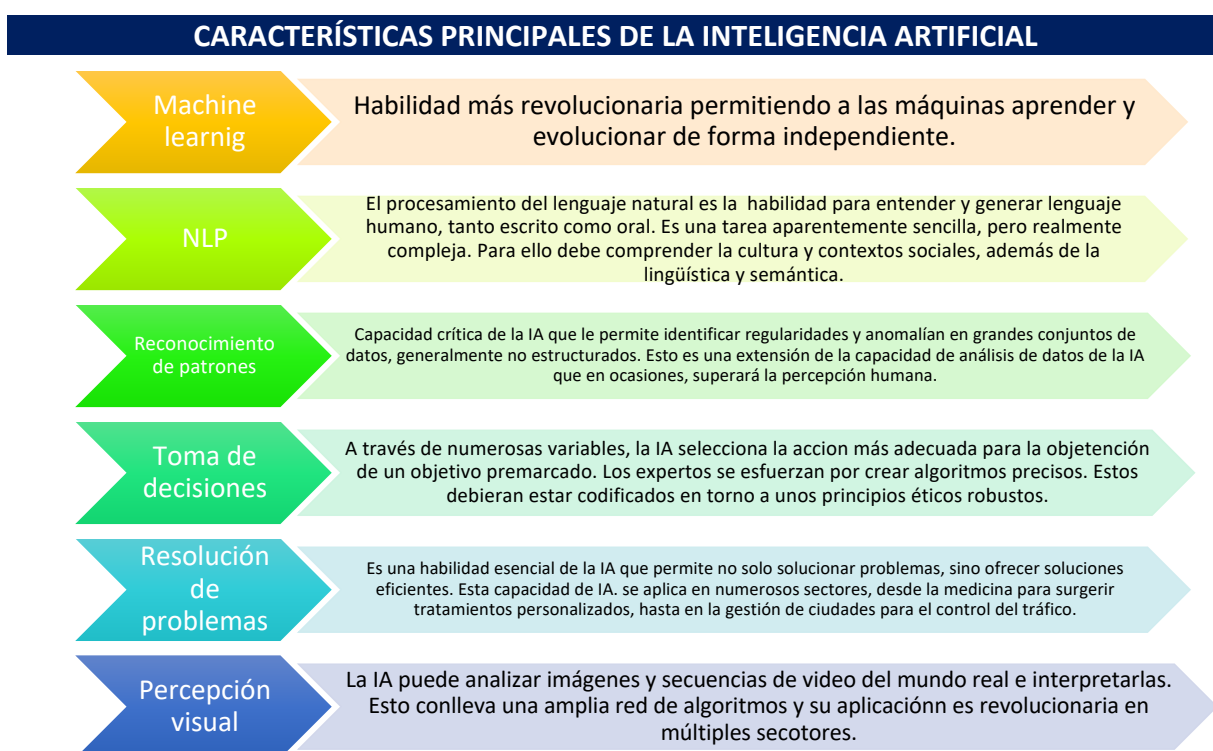 CARACTERÍSTICAS PRINCIPALES DE LA INTELIGENCIA ARTIFICIAL
Machine
learnig
Habilidad más revolucionaria permitiendo a las máquinas aprender y
evolucionar de forma independiente.
NLP
El procesamiento del lenguaje natural es la habilidad para entender y generar lenguaje
humano, tanto escrito como oral. Es una tarea aparentemente sencilla, pero realmente
compleja. Para ello debe comprender la cultura y contextos sociales, además de la
lingüística y semántica.
Reconocimiento
de patrones
Capacidad crítica de la IA que le permite identificar regularidades y anomalían en grandes conjuntos de
datos, generalmente no estructurados. Esto es una extensión de la capacidad de análisis de datos de la IA
que en ocasiones, superará la percepción humana.
Toma de
decisiones
A través de numerosas variables, la IA selecciona la accion más adecuada para la objetención
de un objetivo premarcado. Los expertos se esfuerzan por crear algoritmos precisos. Estos
debieran estar codificados en torno a unos principios éticos robustos.
Resolución
de
problemas
Es una habilidad esencial de la IA que permite no solo solucionar problemas, sino ofrecer soluciones
eficientes. Esta capacidad de IA. se aplica en numerosos sectores, desde la medicina para surgerir
tratamientos personalizados, hasta en la gestión de ciudades para el control del tráfico.
Percepción
visual
La IA puede analizar imágenes y secuencias de video del mundo real e interpretarlas.
Esto conlleva una amplia red de algoritmos y su aplicaciónn es revolucionaria en
múltiples secotores.